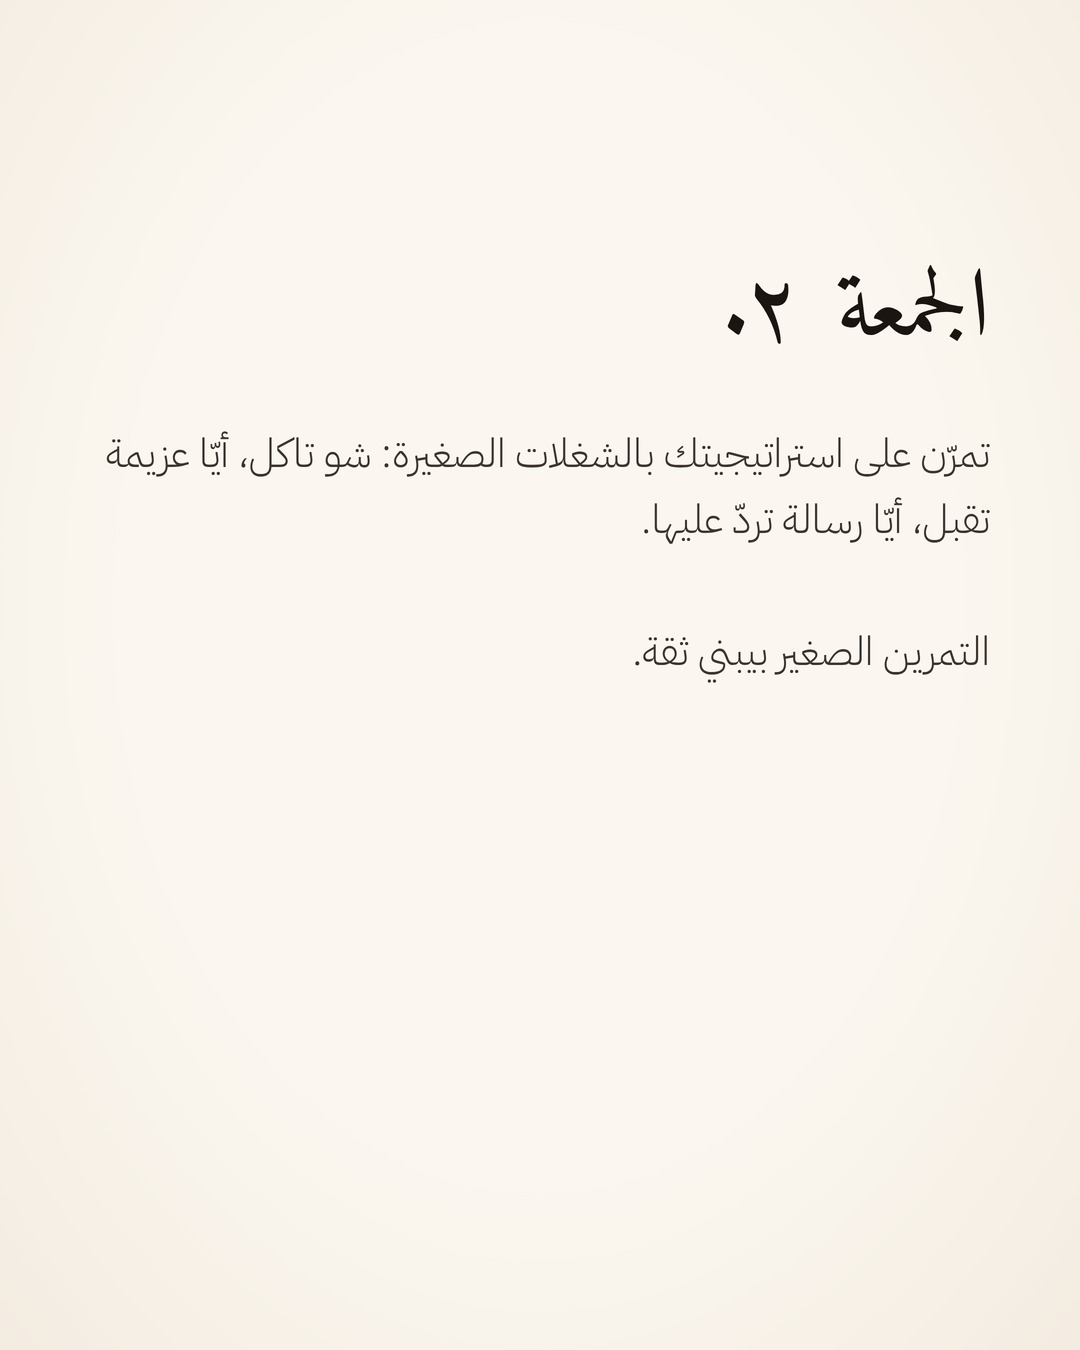 الجمعة ٢٠
تمرّن على استراتيجيتك بالشغلات الصغيرة: شو تاكل، أيّا عزيمة
تقبل، أيّا رسالة تردّ عليها.
التمرين الصغير بيبني ثقة.